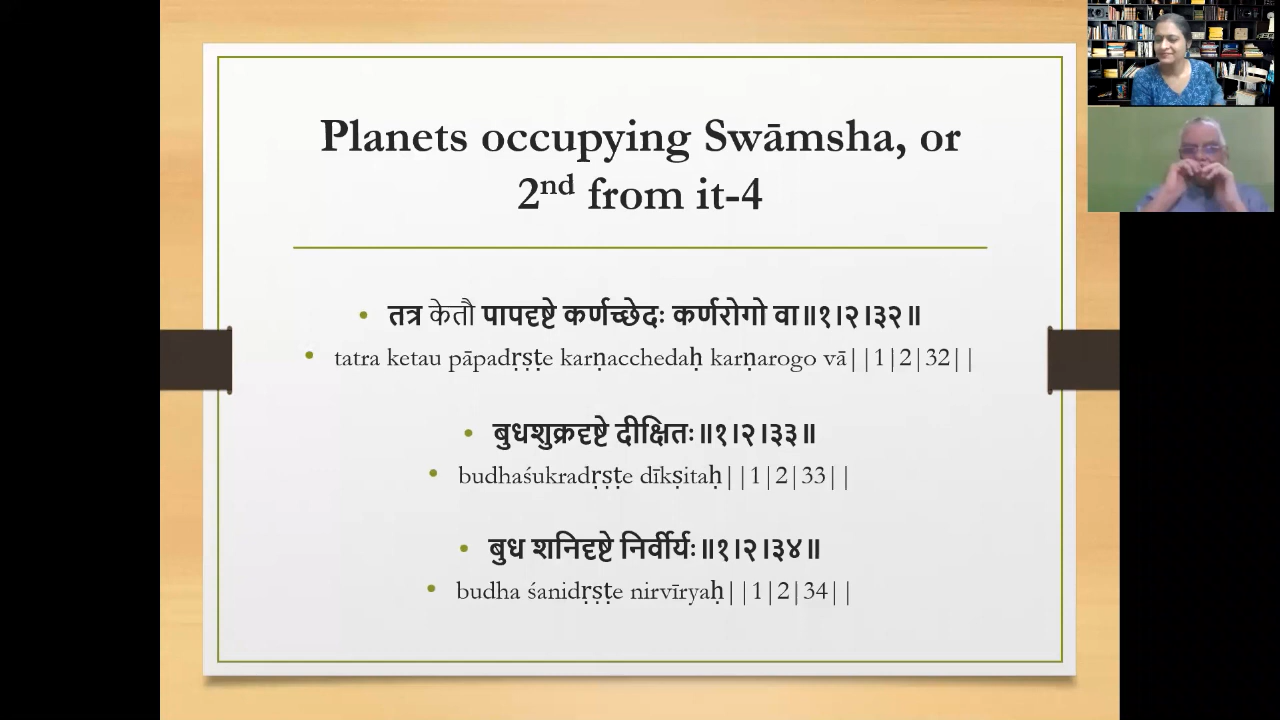 Planets occupying Swāmsha, or
2nd from it-4
• तत्र केतौ पापदृष्टे कर्णच्छेदः कर्णरोगो वा॥१।२।३२॥
• tatra ketau pāpadṛṣṭe karṇacchedaḥ karṇarogo vā||1|2|32||
• बुधशुक्रदृष्टे दीक्षितः॥१।२।३३॥
• budhaśukradṛṣṭe dīkṣitaḥ||1|2|33||
• बुध शनिदृष्टे निर्वीर्यः॥१।२।३४॥
• budha śanidṛṣṭe nirvīryaḥ||1|2|34||